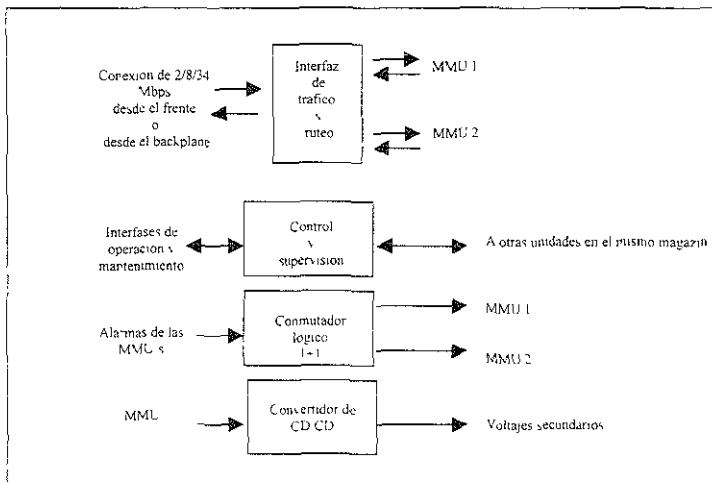 Conexion de 2/8/34
Mbps
desde el frente
o
desde el backplane
Interfaz
de
trafico
y
ruteo
MMU 1
MMU 2
Interfases de
operacion y
mantenimiento
Control
y
supervision
A otras unidades en el mismo magazin
Alarmas de las
MMU s
Conmutador
logico
1+1
MMU 1
MMU 2
MMU
Convertidor de
CD CD
Voltajes secundarios